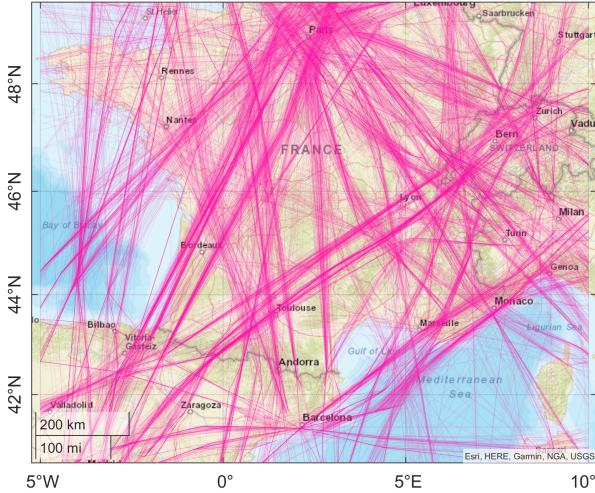 Luxembourg
St Helier
Saarbrucken
Paris
Stuttgart
48°N
Rennes
Zurich
Nantes
Bern
Vadu
FRANCE
SWITZERLAND
46°N
Lyon
Milan
Bay of Biscay
Turin
Bordeaux
Genoa
44°N
Monaco
Toulouse
Marseille
Ligurian Sea
Bilbao
Vitoria-
Gasteiz
Gulf of Lion
Andorra
Mediterranean
Sea
42°N
Valladolid
Zaragoza
Barcelona
200 km
100 mi
Esri, HERE, Garmin, NGA, USGS
5°W
0°
5°E
10°